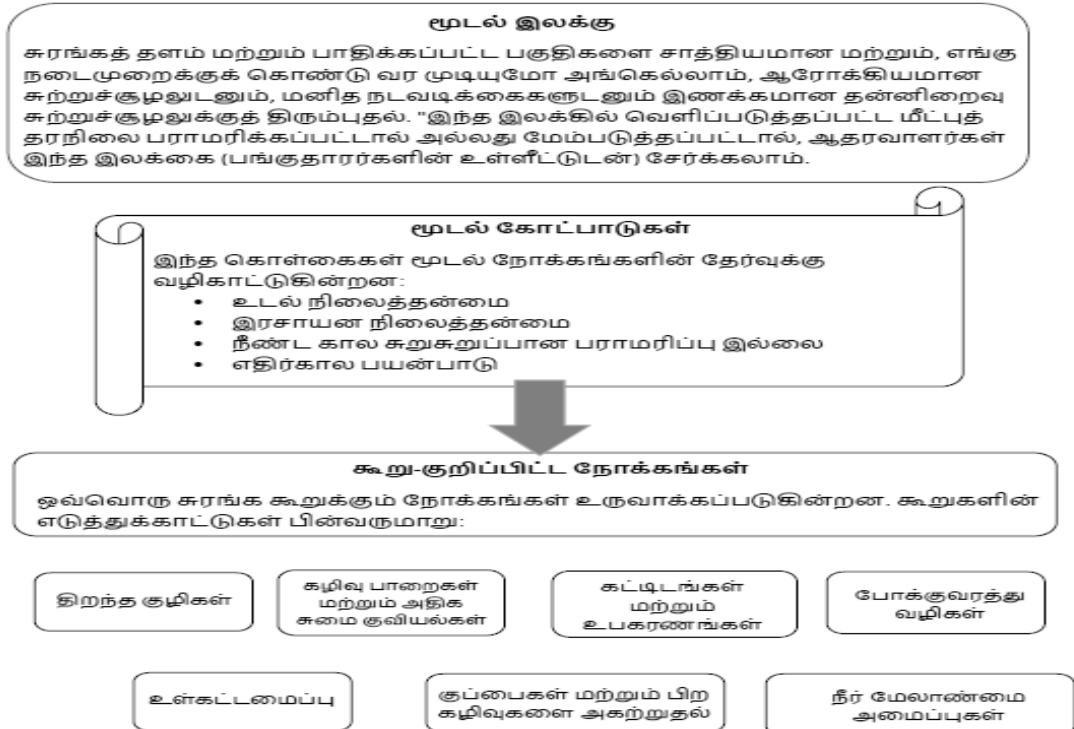 மூடல் இலக்கு
சுரங்கத் தளம் மற்றும் பாதிக்கப்பட்ட பகுதிகளை சாத்தியமான மற்றும், எங்கு
நடைமுறைக்குக் கொண்டு வர முடியுமோ அங்கெல்லாம், ஆரோக்கியமான
சுற்றுச்சூழலுடனும், மனித நடவடிக்கைகளுடனும் இணக்கமான தன்னிறைவு
சுற்றுச்சூழலுக்குத் திரும்புதல். "இந்த இலக்கில் வெளிப்படுத்தப்பட்ட மீட்புத்
தரநிலை பராமரிக்கப்பட்டால் அல்லது மேம்படுத்தப்பட்டால், ஆதரவாளர்கள்
இந்த இலக்கை (பங்குதாரர்களின் உள்ளீட்டுடன்) சேர்க்கலாம்.
மூடல் கோட்பாடுகள்
இந்த கொள்கைகள் மூடல் நோக்கங்களின் தேர்வுக்கு
வழிகாட்டுகின்றன:
• உடல் நிலைத்தன்மை
• இரசாயன நிலைத்தன்மை
• நீண்ட கால சுறுசுறுப்பான பராமரிப்பு இல்லை
• எதிர்கால பயன்பாடு
கூறு-குறிப்பிட்ட நோக்கங்கள்
ஒவ்வொரு சுரங்க கூறுக்கும் நோக்கங்கள் உருவாக்கப்படுகின்றன. கூறுகளின்
எடுத்துக்காட்டுகள் பின்வருமாறு:
திறந்த குழிகள்
கழிவு பாறைகள்
மற்றும் அதிக
சுமை குவியல்கள்
கட்டிடங்கள்
மற்றும்
உபகரணங்கள்
போக்குவரத்து
வழிகள்
உள்கட்டமைப்பு
குப்பைகள் மற்றும் பிற
கழிவுகளை அகற்றுதல்
நீர் மேலாண்மை
அமைப்புகள்